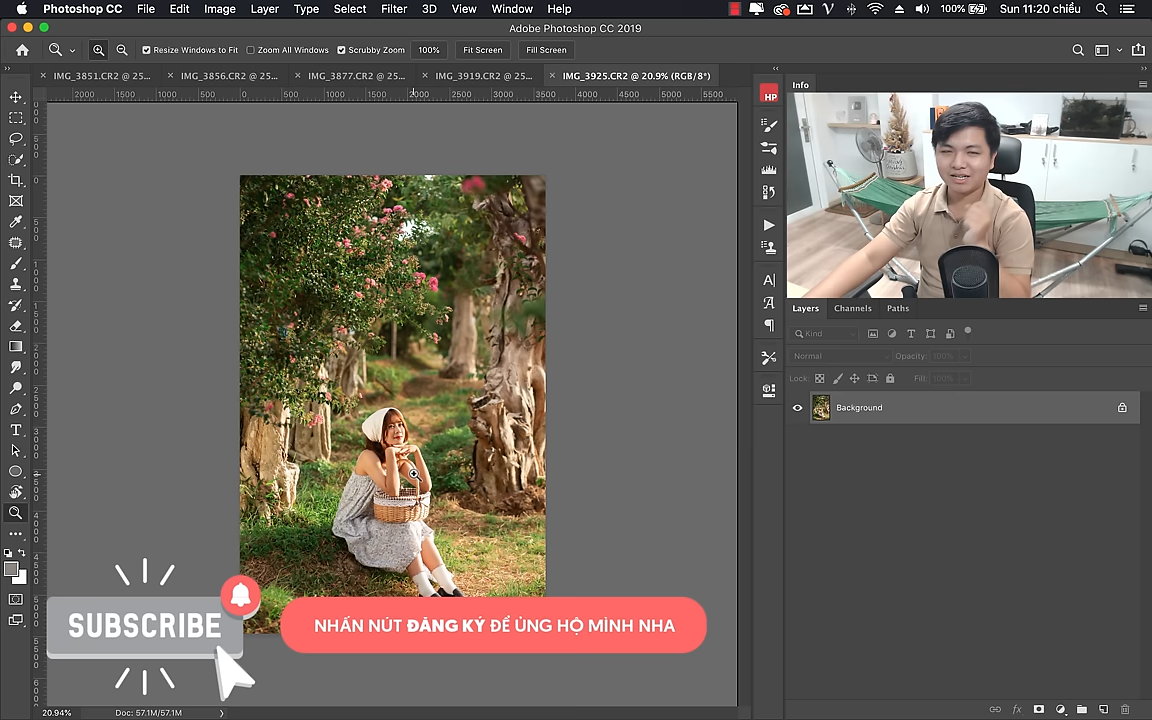 Photoshop CC File Edit Image Layer Type Select Filter 3D View Window Help 100% Sun 11:20 chiều
Adobe Photoshop CC 2019
Resize Windows to Fit Zoom All Windows Scrubby Zoom 100% Fit Screen Fill Screen
IMG_3851.CR2 @ 25... IMG_3856.CR2 @ 25... IMG_3877.CR2 @ 25... IMG_3919.CR2 @ 25... IMG_3925.CR2 @ 20.9% (RGB/8*)
2000 1500 1000 500 0 500 1000 1500 2000 2500 3000 3500 4000 4500 5000 5500
HP
Info
Layers Channels Paths
Kind
Normal Opacity: 100%
Lock: Fill: 100%
Background
SUBSCRIBE
NHẤN NÚT ĐĂNG KÝ ĐỂ ỦNG HỘ MÌNH NHA
20.94% Doc: 57.1M/57.1M